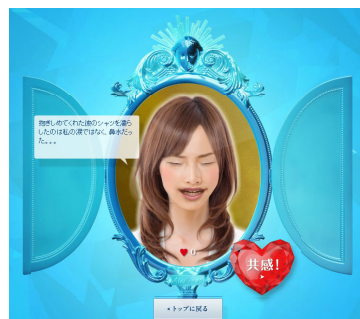 抱きしめてくれた彼のシャツを濡ら
したのは私の涙ではなく、鼻水だっ
た。。。
共感!
トップに戻る